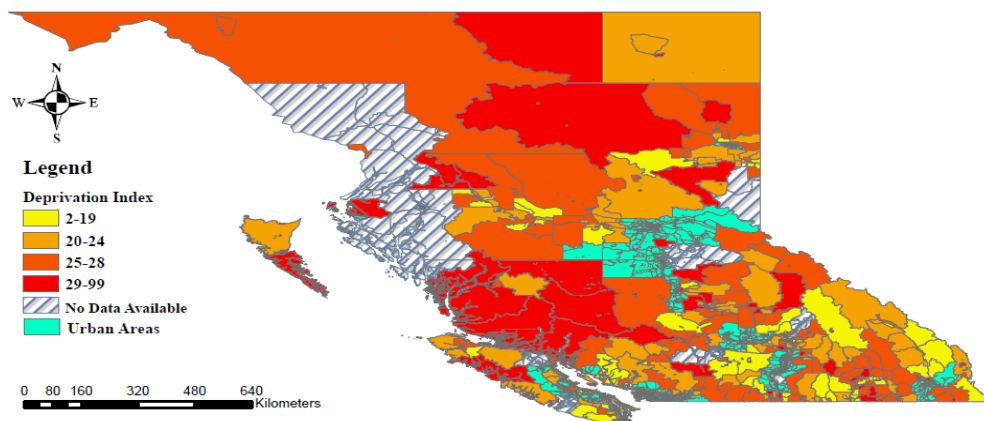 N
W E
S
Legend
Deprivation Index
2-19
20-24
25-28
29-99
No Data Available
Urban Areas
0 80 160 320 480 640
Kilometers